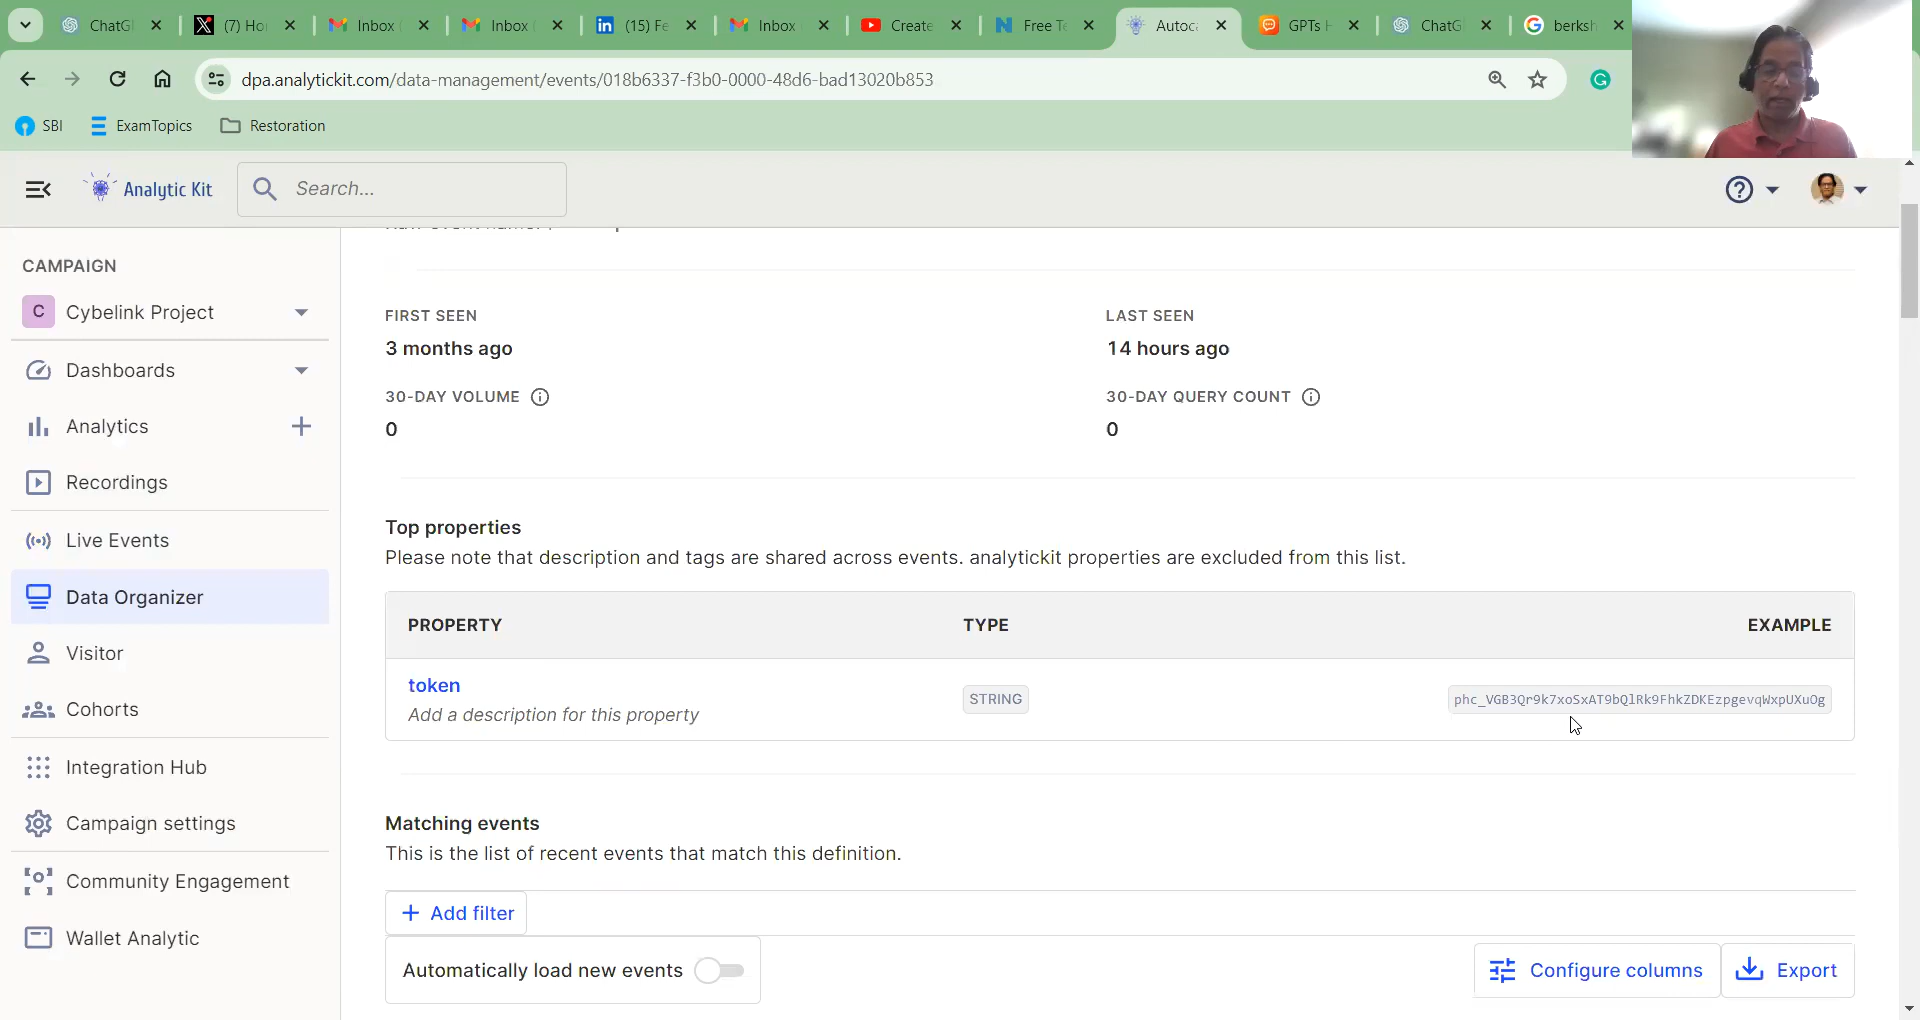 ChatG
(7) Ho
Inbox
Inbox
(15) Fe
Inbox
Create
Free Te
Autoca
GPTs H
ChatG
berksh
dpa.analytickit.com/data-management/events/018b6337-f3b0-0000-48d6-bad13020b853
SBI
ExamTopics
Restoration
Analytic Kit
Search...
CAMPAIGN
C Cybelink Project
Dashboards
Analytics
Recordings
Live Events
Data Organizer
Visitor
Cohorts
Integration Hub
Campaign settings
Community Engagement
Wallet Analytic
FIRST SEEN
3 months ago
LAST SEEN
14 hours ago
30-DAY VOLUME
0
30-DAY QUERY COUNT
0
Top properties
Please note that description and tags are shared across events. analytickit properties are excluded from this list.
PROPERTY TYPE EXAMPLE
token
Add a description for this property
STRING
phc_VGB3Qr9k7xoSxAT9bQlRk9FhkZDKEzpgevqWxpUXuOg
Matching events
This is the list of recent events that match this definition.
+ Add filter
Automatically load new events
Configure columns
Export